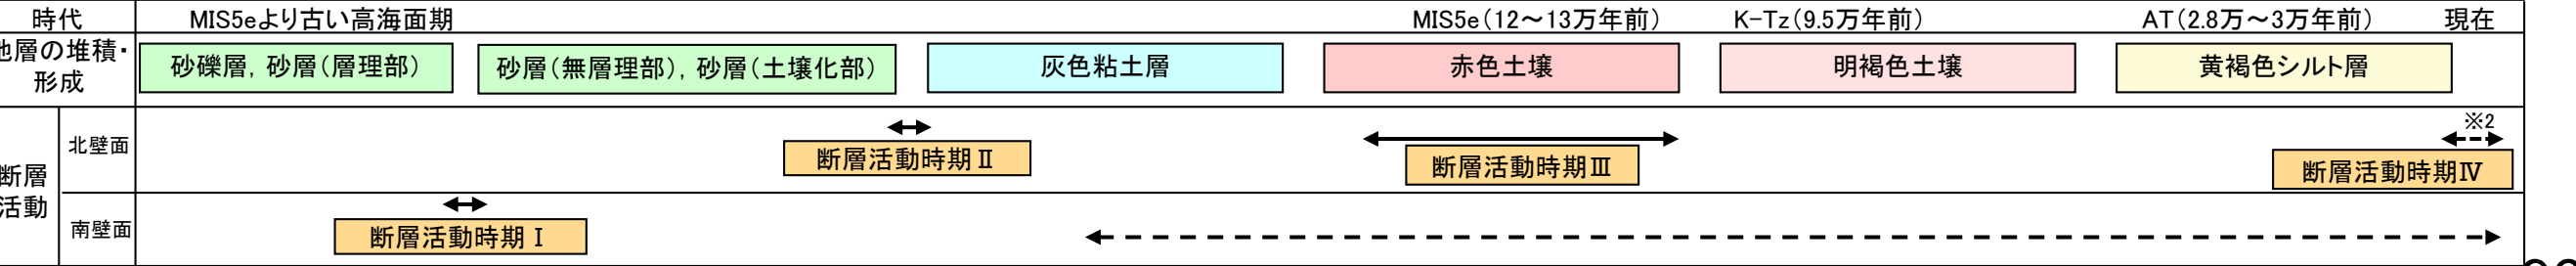 時代
MIS5eより古い高海面期
MIS5e（12～13万年前）
K-Tz（9.5万年前）
AT（2.8万～3万年前）
現在
地層の堆積・
形成
砂礫層，砂層（層理部）
砂層（無層理部），砂層（土壌化部）
灰色粘土層
赤色土壌
明褐色土壌
黄褐色シルト層
断層
活動
北壁面
断層活動時期Ⅱ
断層活動時期Ⅲ
※2
断層活動時期Ⅳ
南壁面
断層活動時期Ⅰ